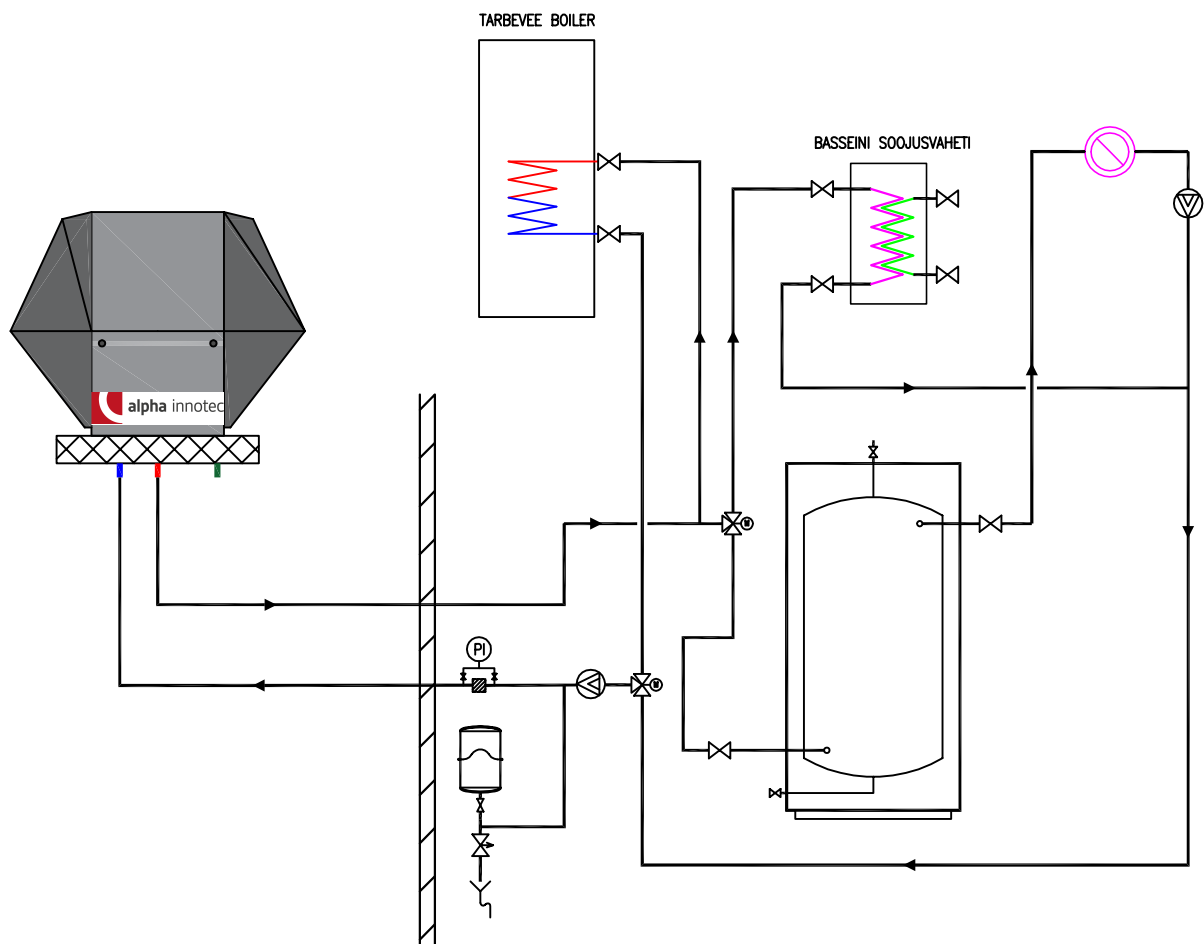 TARBEVEE BOILER
BASSEINI SOOJUSVAHETI
alpha innotec
M
PI
M